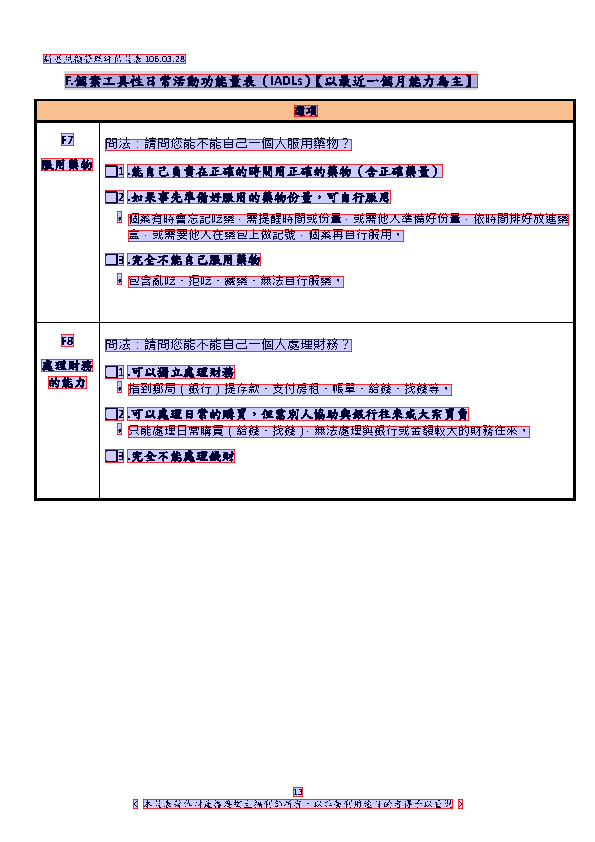 照顧問題管理評估量表 106.03.28
F.個案工具性日常活動功能量表（IADLs）【以最近一個月能力為主】
選項
F7
服用藥物
問法：請問您能不能自己一個人服用藥物？
□1.能自己負責在正確的時間用正確的藥物（含正確藥量）
□2.如果事先準備好服用的藥物份量，可自行服用
個案有時會忘記吃藥，需提醒時間或份量，或需他人準備好份量，依時間排好放進藥
盒，或需要他人在藥包上做記號，個案再自行服用。
□3.完全不能自己服用藥物
包含亂吃、拒吃、藏藥、無法自行服藥。
F8
處理財務
的能力
問法：請問您能不能自己一個人處理財務？
□1.可以獨立處理財務
指到郵局（銀行）提存款、支付房租、帳單、給錢、找錢等。
□2.可以處理日常的購買，但需別人協助與銀行往來或大宗買賣
只能處理日常購買（給錢、找錢），無法處理與銀行或金額較大的財務往來。
□3.完全不能處理錢財
13